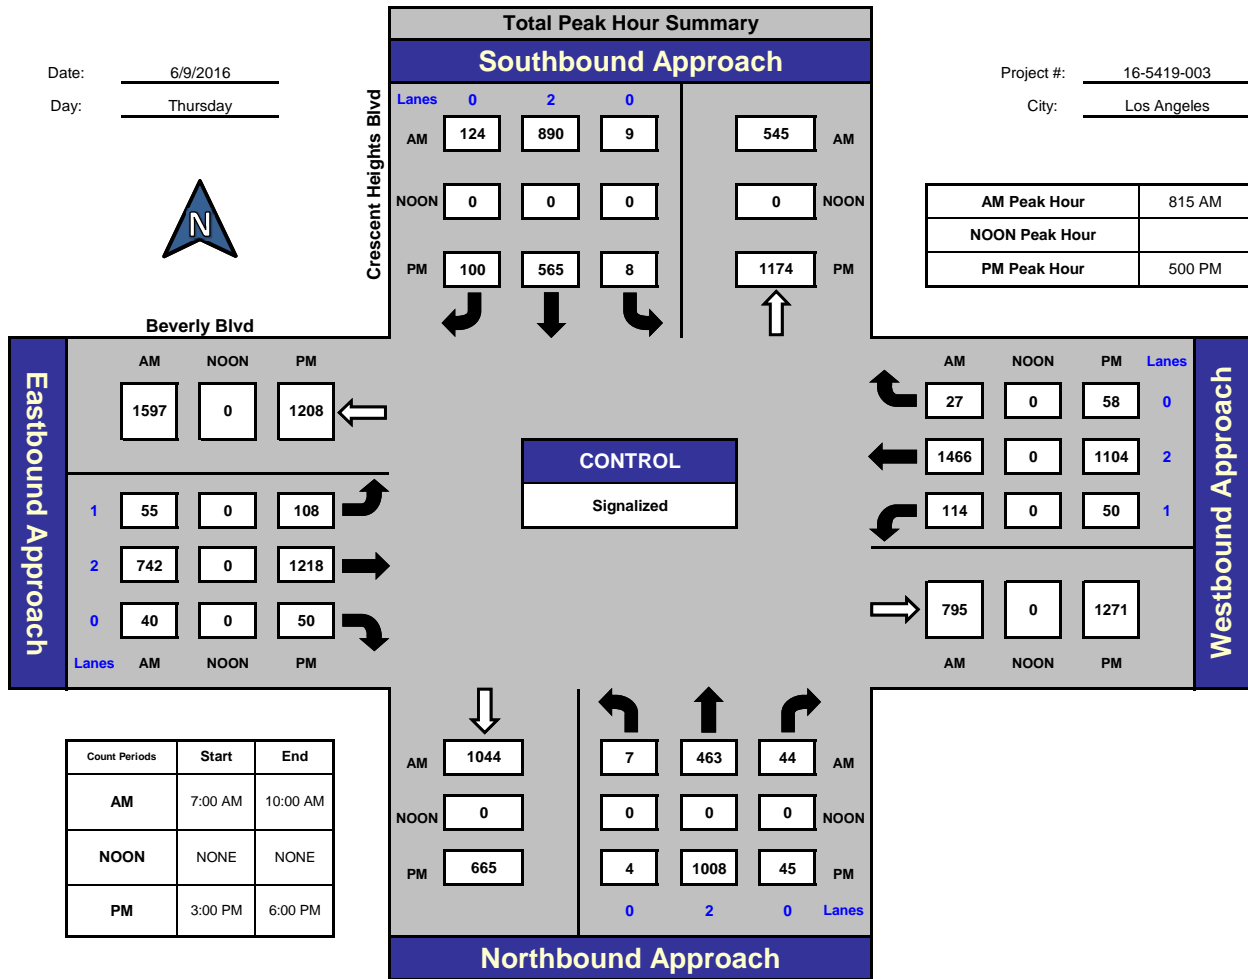 Total Peak Hour Summary
Southbound Approach
Date: 6/9/2016
Day: Thursday
Project #: 16-5419-003
City: Los Angeles
Crescent Heights Blvd
Lanes 0 2 0
AM 124 890 9 545 AM
NOON 0 0 0 0 NOON
PM 100 565 8 1174 PM
N
AM Peak Hour 815 AM
NOON Peak Hour
PM Peak Hour 500 PM
Beverly Blvd
Eastbound Approach
AM NOON PM
1597 0 1208
1 55 0 108
2 742 0 1218
0 40 0 50
Lanes AM NOON PM
CONTROL
Signalized
AM NOON PM Lanes
27 0 58 0
1466 0 1104 2
114 0 50 1
795 0 1271
AM NOON PM
Westbound Approach
Count Periods Start End
AM 7:00 AM 10:00 AM
NOON NONE NONE
PM 3:00 PM 6:00 PM
AM 1044 7 463 44 AM
NOON 0 0 0 0 NOON
PM 665 4 1008 45 PM
0 2 0 Lanes
Northbound Approach